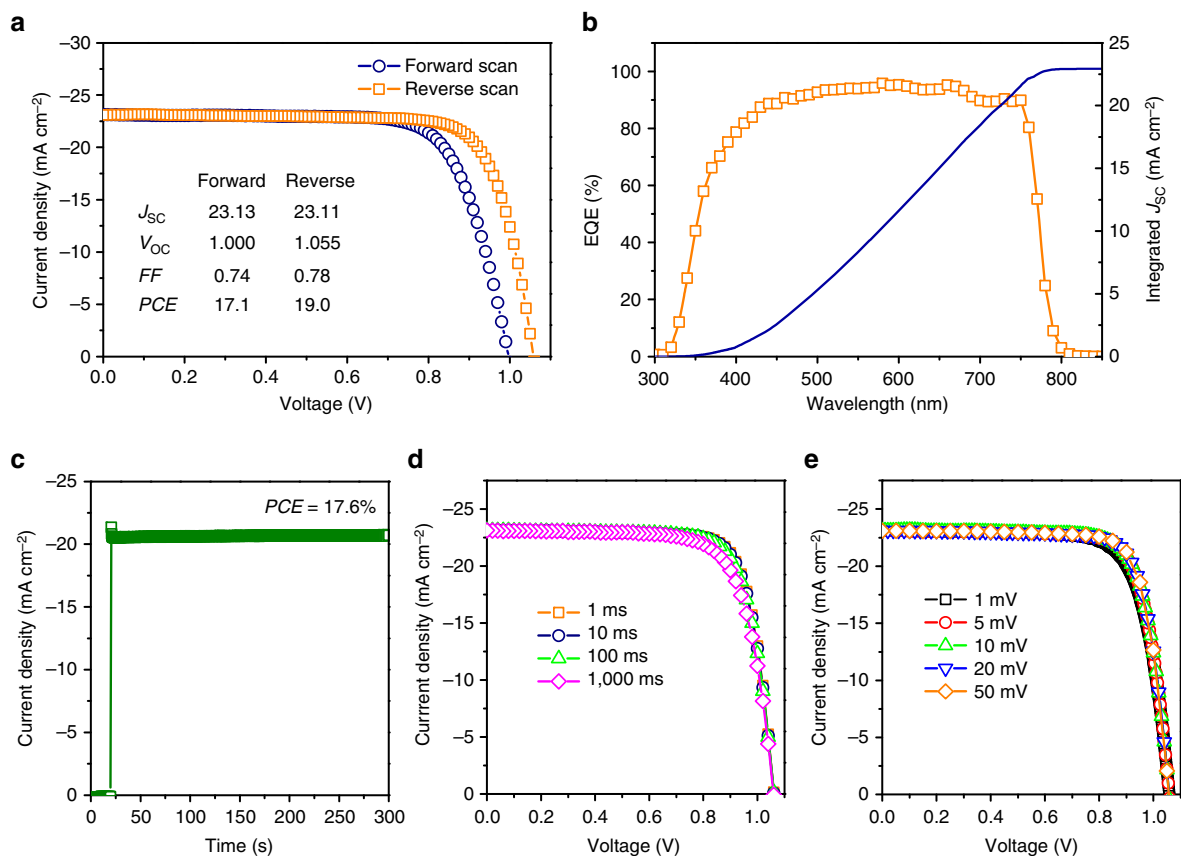 a
−30
−25
−20
−15
−10
−5
0
Current density (mA cm−2)
Forward scan
Reverse scan
Forward Reverse
JSC 23.13 23.11
VOC 1.000 1.055
FF 0.74 0.78
PCE 17.1 19.0
0.0 0.2 0.4 0.6 0.8 1.0
Voltage (V)
b
100
80
60
40
20
0
EQE (%)
25
20
15
10
5
0
Integrated JSC (mA cm−2)
300 400 500 600 700 800
Wavelength (nm)
c
−25
−20
−15
−10
−5
0
Current density (mA cm−2)
PCE = 17.6%
0 50 100 150 200 250 300
Time (s)
d
−25
−20
−15
−10
−5
0
Currrent density (mA cm−2)
1 ms
10 ms
100 ms
1,000 ms
0.0 0.2 0.4 0.6 0.8 1.0
Voltage (V)
e
−25
−20
−15
−10
−5
0
Current density (mA cm−2)
1 mV
5 mV
10 mV
20 mV
50 mV
0.0 0.2 0.4 0.6 0.8 1.0
Voltage (V)